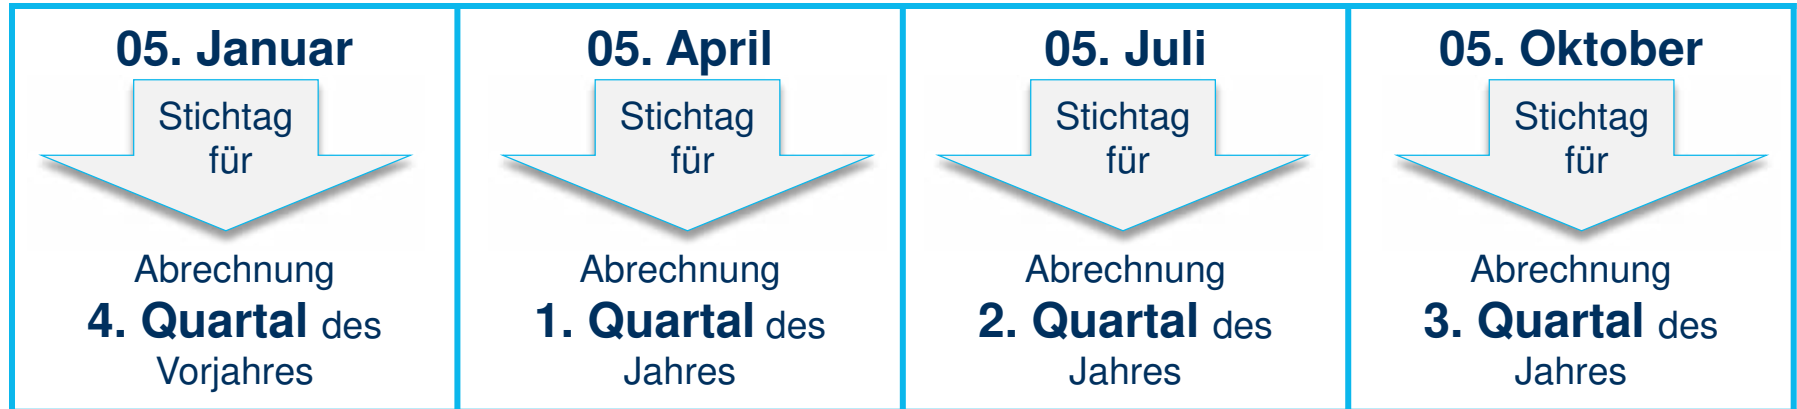 05. Januar
Stichtag
für
Abrechnung
4. Quartal des
Vorjahres
05. April
Stichtag
für
Abrechnung
1. Quartal des
Jahres
05. Juli
Stichtag
für
Abrechnung
2. Quartal des
Jahres
05. Oktober
Stichtag
für
Abrechnung
3. Quartal des
Jahres